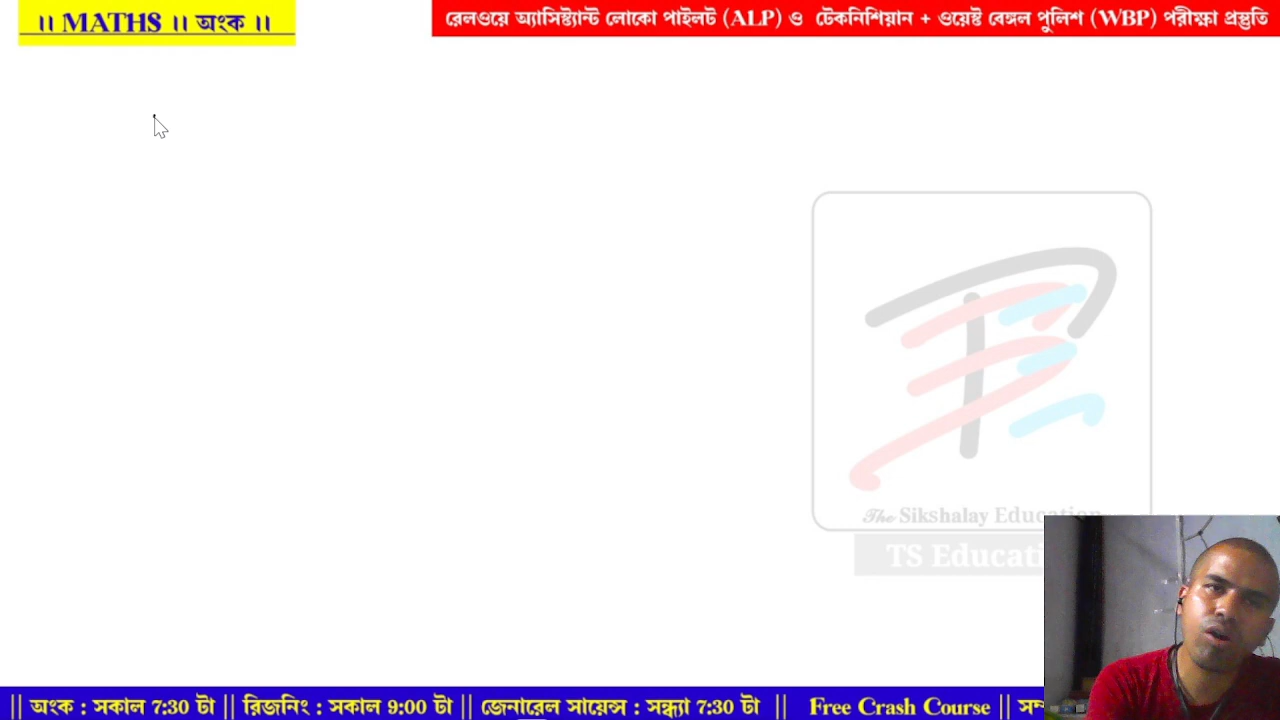 ।। MATHS ।। অংক ।।
রেলওয়ে অ্যাসিস্ট্যান্ট লোকো পাইলট (ALP) ও টেকনিশিয়ান + ওয়েস্ট বেঙ্গল পুলিশ (WBP) পরীক্ষা প্রস্তুতি
The Sikshalay Education
TS Educati
|| অংক : সকাল 7:30 টা || রিজনিং : সকাল 9:00 টা || জেনারেল সায়েন্স : সন্ধ্যা 7:30 টা || Free Crash Course ||